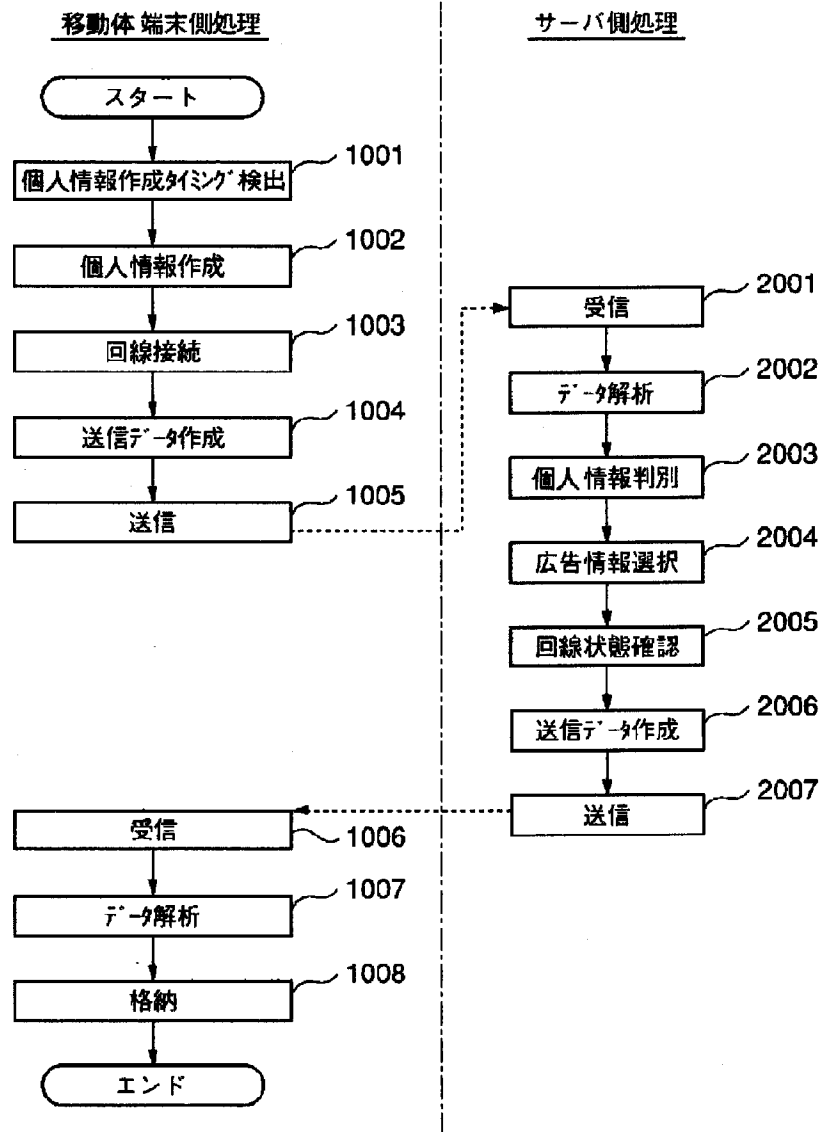 移動体端末側処理
スタート
個人情報作成ﾀｲﾐﾝｸﾞ検出
1001
個人情報作成
1002
回線接続
1003
送信ﾃﾞｰﾀ作成
1004
送信
1005
受信
1006
ﾃﾞｰﾀ解析
1007
格納
1008
エンド
サーバ側処理
受信
2001
ﾃﾞｰﾀ解析
2002
個人情報判別
2003
広告情報選択
2004
回線状態確認
2005
送信ﾃﾞｰﾀ作成
2006
送信
2007